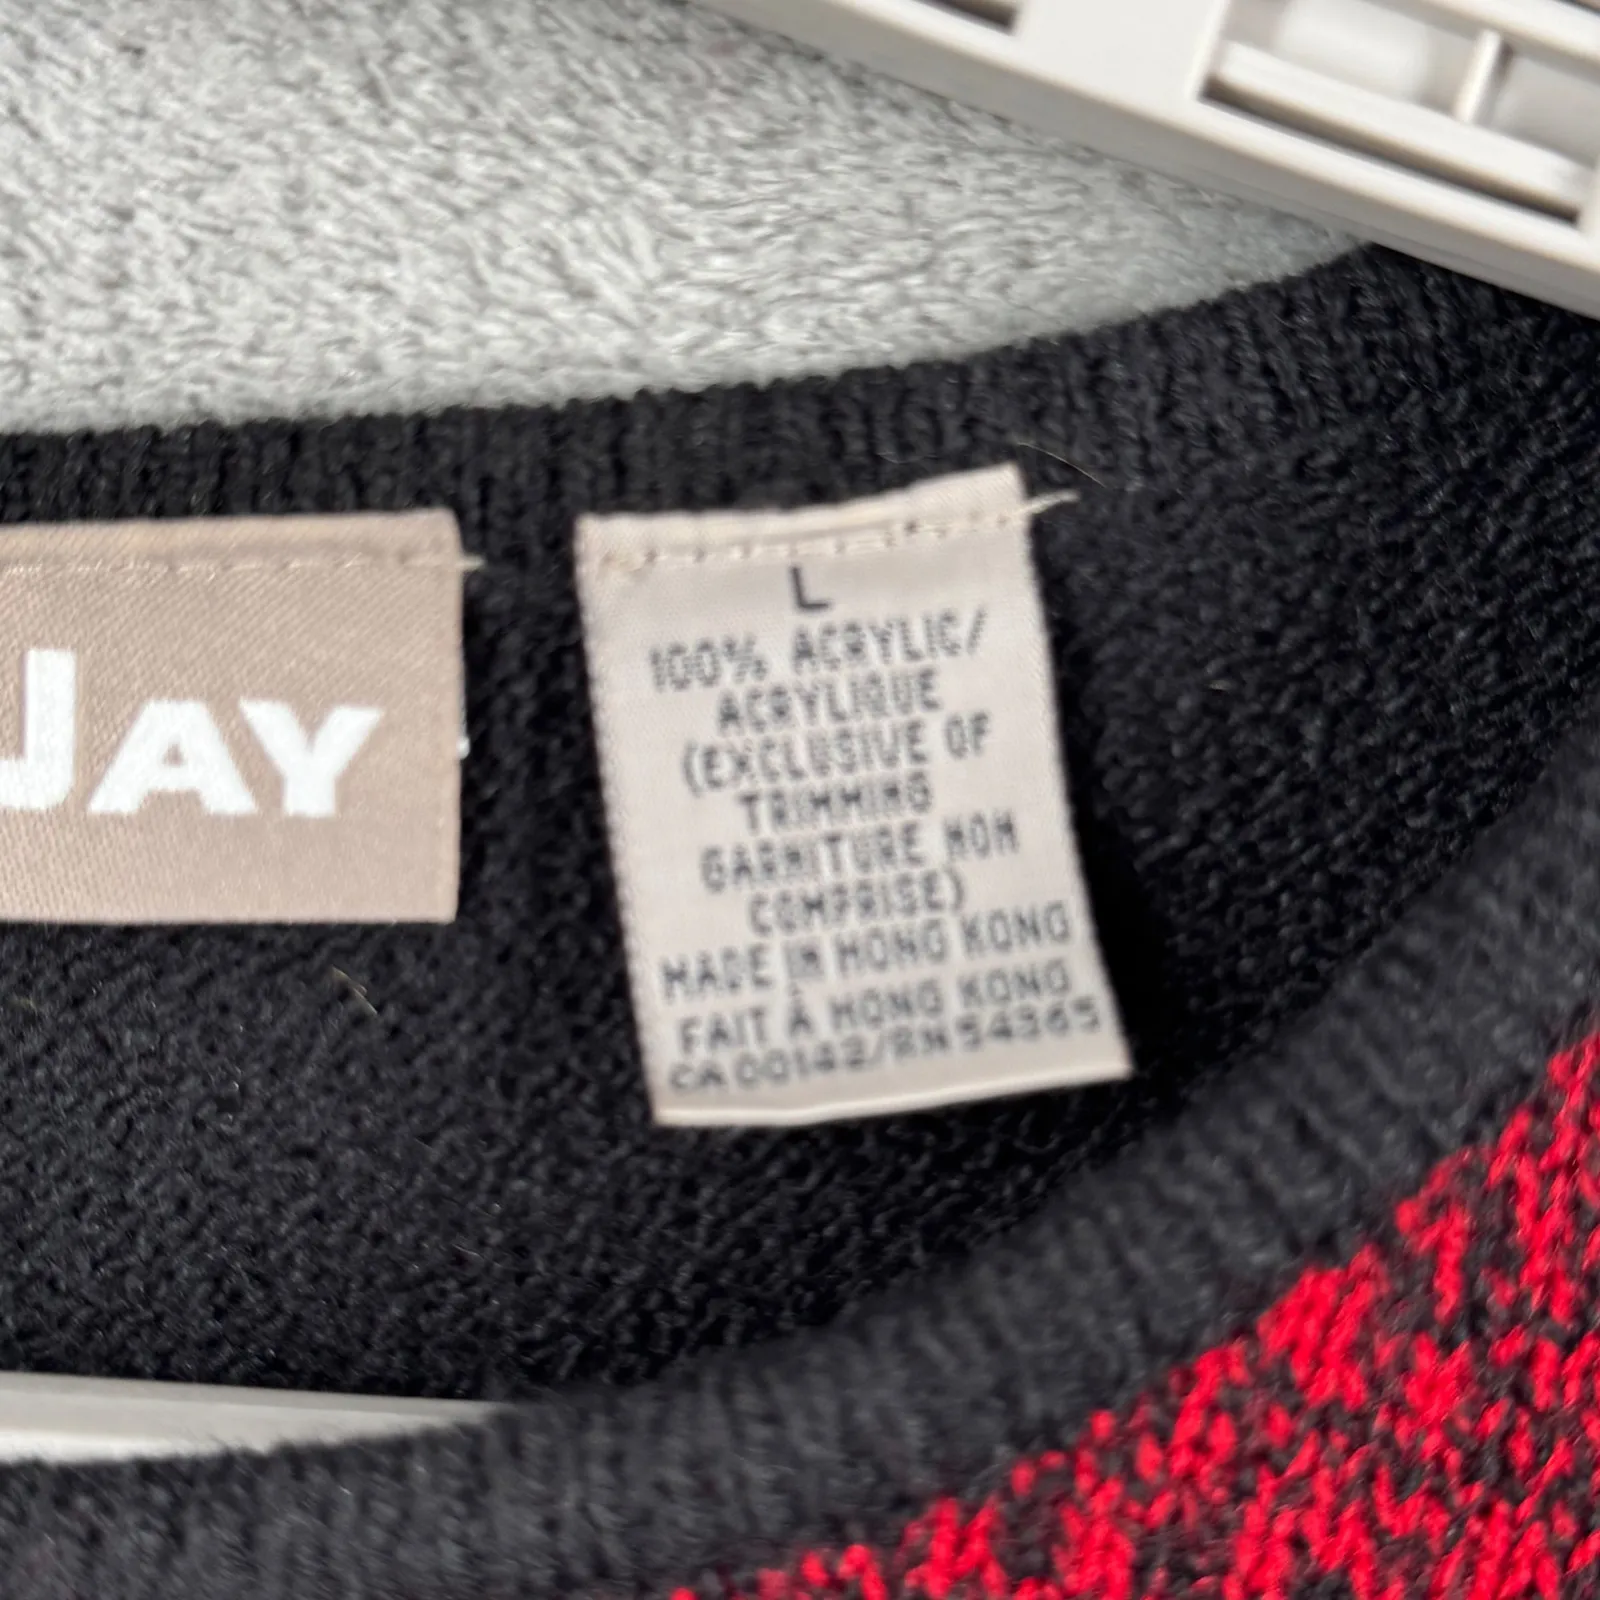 JAY
L
100% ACRYLIC/
ACRYLIQUE
(EXCLUSIVE OF
TRIMMING
GARNITURE NON
COMPRISE)
MADE IN HONG KONG
FAIT À HONG KONG
CA 00142/RN 54565